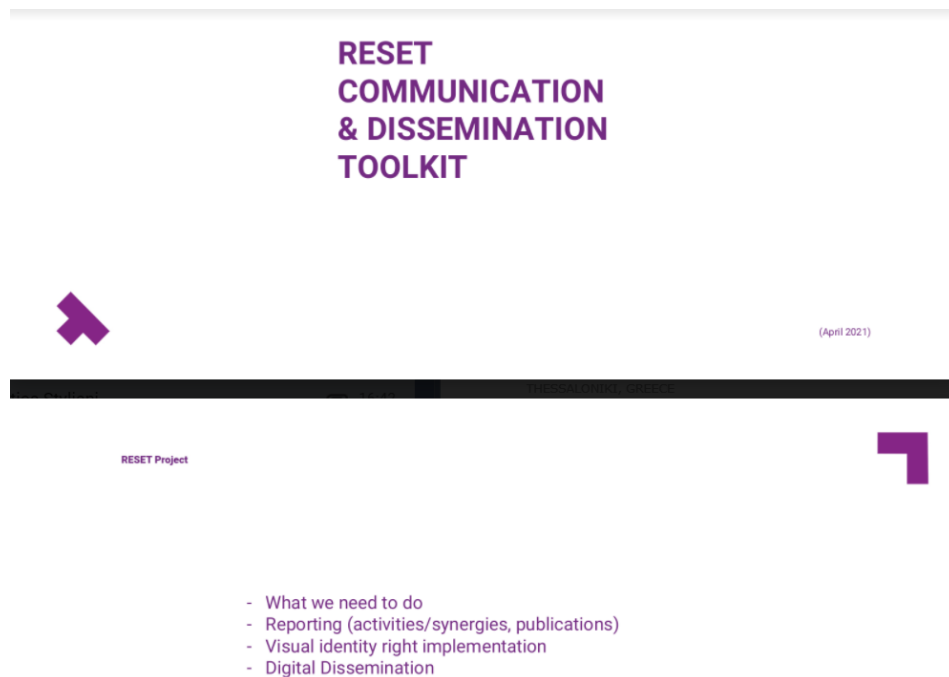 RESET
COMMUNICATION
& DISSEMINATION
TOOLKIT
(April 2021)
THESSALONIKI, GREECE
RESET Project
- What we need to do
- Reporting (activities/synergies, publications)
- Visual identity right implementation
- Digital Dissemination